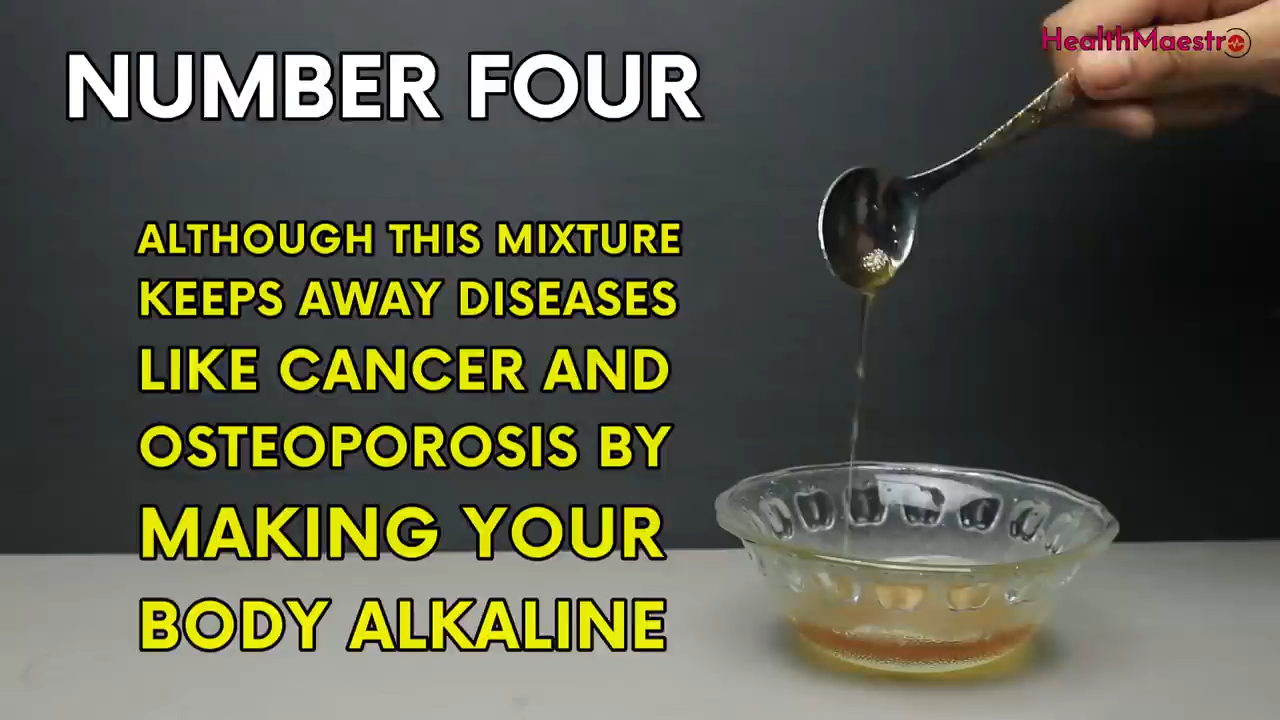 HealthMaestro
NUMBER FOUR
ALTHOUGH THIS MIXTURE
KEEPS AWAY DISEASES
LIKE CANCER AND
OSTEOPOROSIS BY
MAKING YOUR
BODY ALKALINE